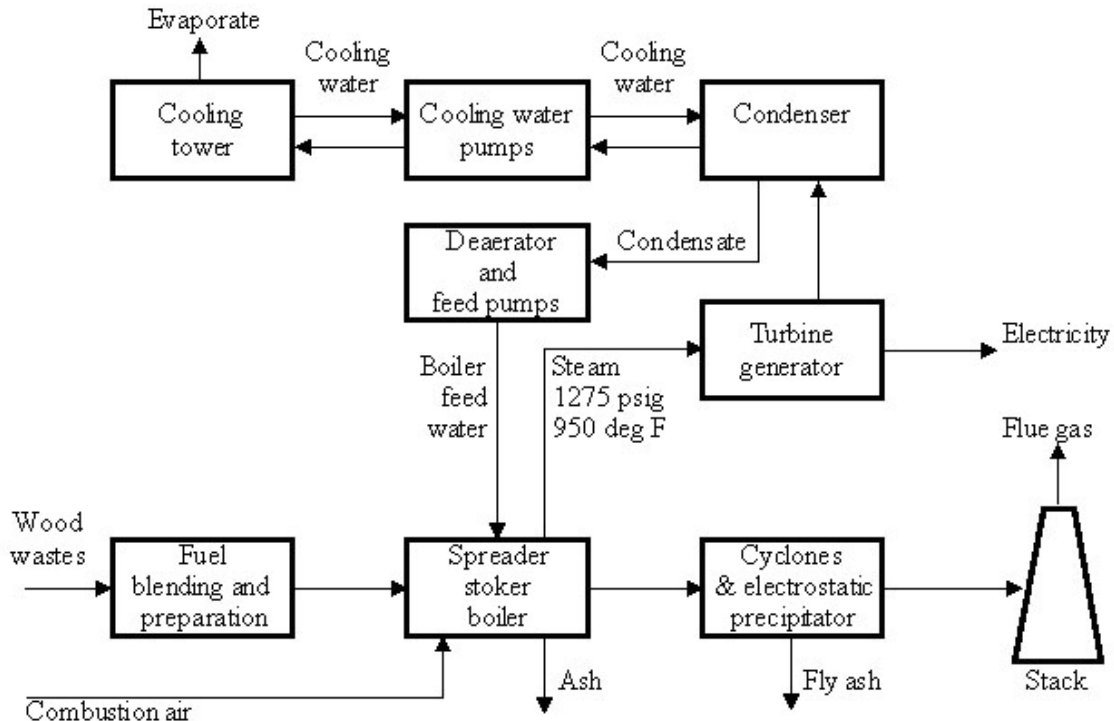 Evaporate
Cooling
water
Cooling
water
Cooling
tower
Cooling water
pumps
Condenser
Deaerator
and
feed pumps
Condensate
Turbine
generator
Electricity
Boiler
feed
water
Steam
1275 psig
950 deg F
Flue gas
Wood
wastes
Fuel
blending and
preparation
Spreader
stoker
boiler
Cyclones
& electrostatic
precipitator
Ash
Fly ash
Stack
Combustion air